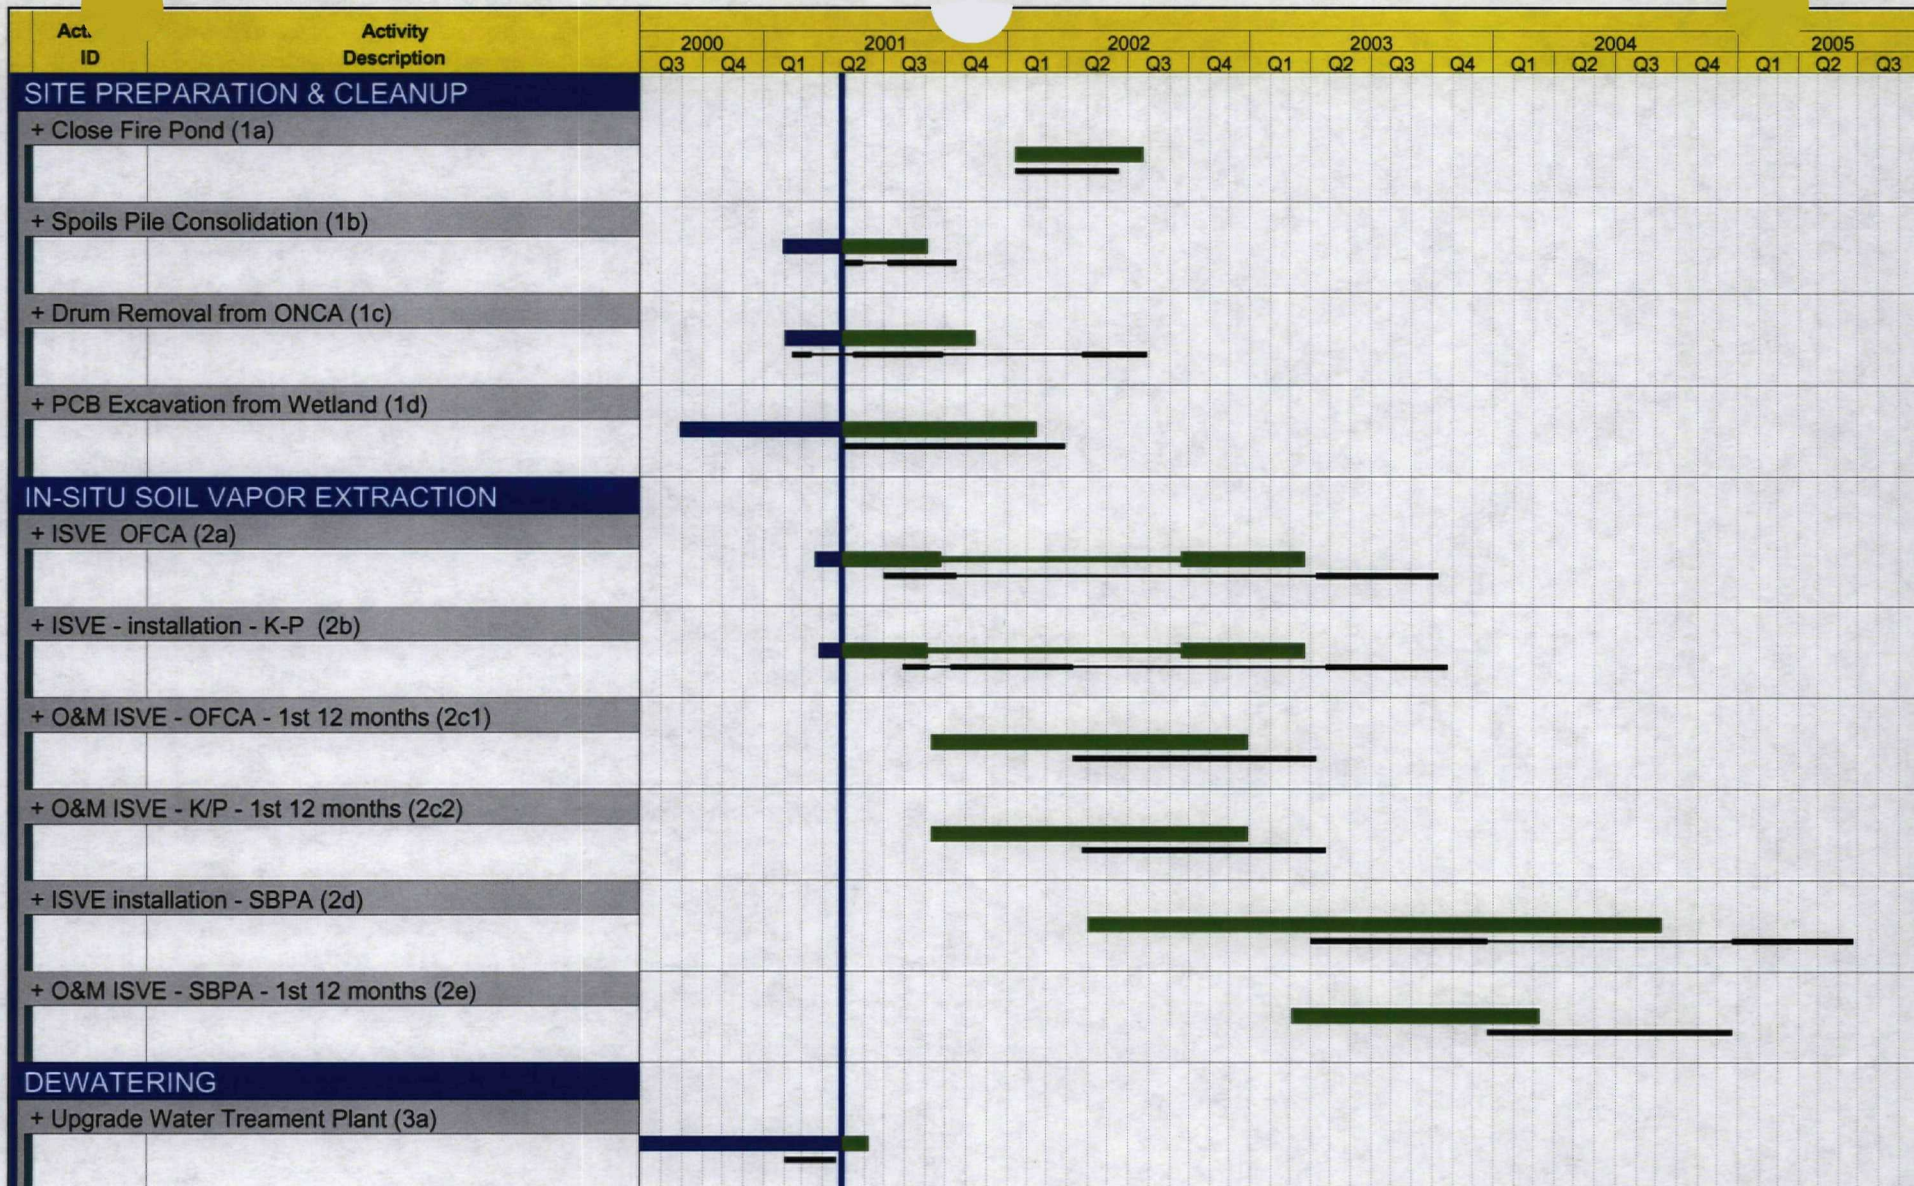 Act. Activity
2000 2001 2002 2003 2004 2005
ID Description Q3 Q4 Q1 Q2 Q3 Q4 Q1 Q2 Q3 Q4 Q1 Q2 Q3 Q4 Q1 Q2 Q3 Q4 Q1 Q2 Q3
SITE PREPARATION & CLEANUP
+ Close Fire Pond (1a)
+ Spoils Pile Consolidation (1b)
+ Drum Removal from ONCA (1c)
+ PCB Excavation from Wetland (1d)
IN-SITU SOIL VAPOR EXTRACTION
+ ISVE OFCA (2a)
+ ISVE - installation - K-P (2b)
+ O&M ISVE - OFCA - 1st 12 months (2c1)
+ O&M ISVE - K/P - 1st 12 months (2c2)
+ ISVE installation - SBPA (2d)
+ O&M ISVE - SBPA - 1st 12 months (2e)
DEWATERING
+ Upgrade Water Treament Plant (3a)